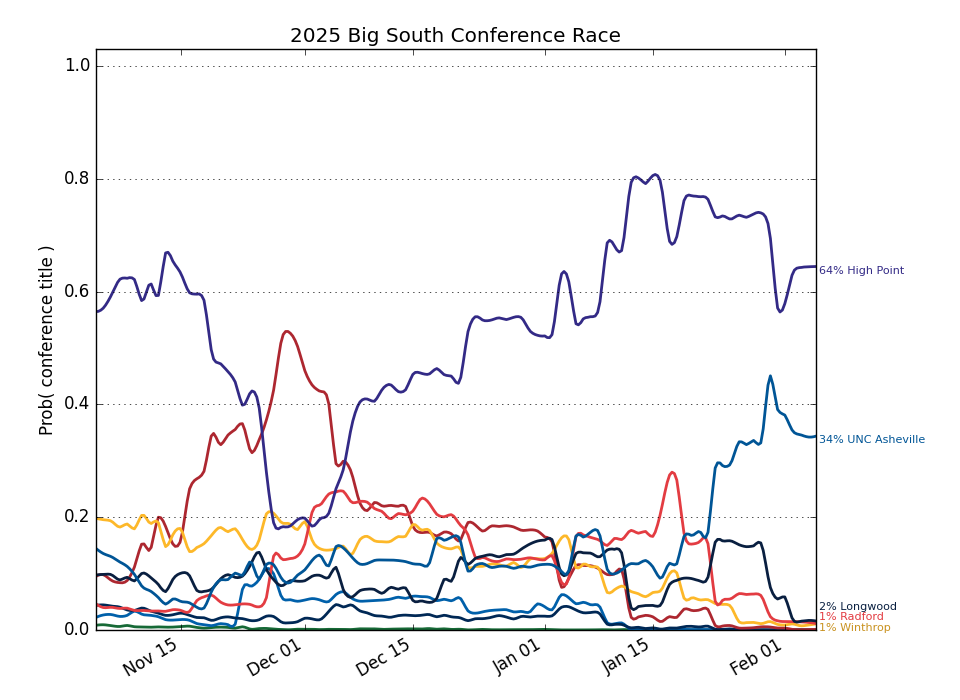 2025 Big South Conference Race
Prob( conference title )
1.0
0.8
0.6
0.4
0.2
0.0
Nov 15
Dec 01
Dec 15
Jan 01
Jan 15
Feb 01
64% High Point
34% UNC Asheville
2% Longwood
1% Radford
1% Winthrop